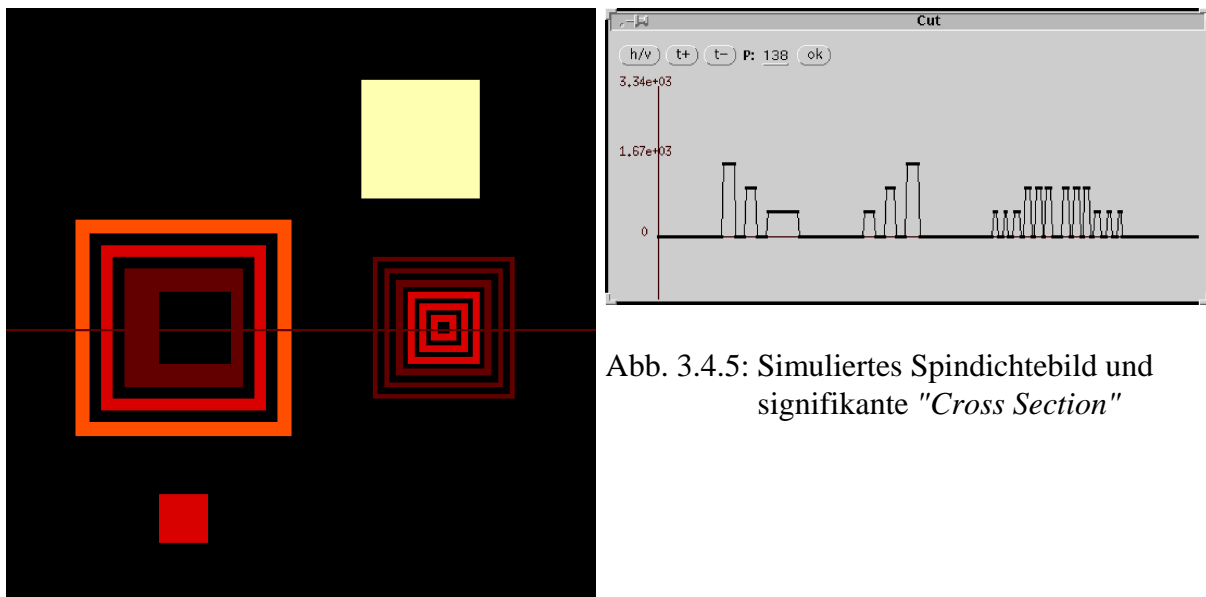 Cut
h/v t+ t- P: 138 ok
3.34e+03
1.67e+03
0
Abb. 3.4.5: Simuliertes Spindichtebild und
signifikante "Cross Section"